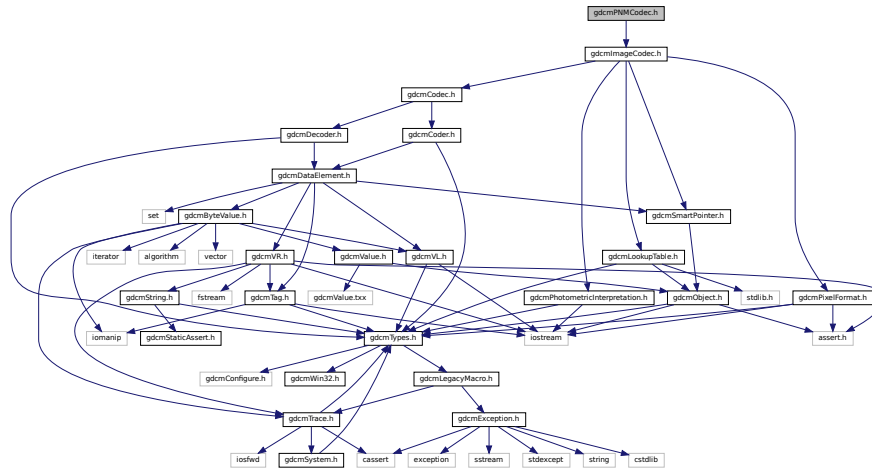 gdcmPNMCodec.h
gdcmImageCodec.h
gdcmCodec.h
gdcmDecoder.h
gdcmCoder.h
gdcmDataElement.h
set
gdcmByteValue.h
gdcmSmartPointer.h
iterator
algorithm
vector
gdcmVR.h
gdcmValue.h
gdcmVL.h
gdcmLookupTable.h
gdcmString.h
fstream
gdcmTag.h
gdcmValue.txx
gdcmPhotometricInterpretation.h
gdcmObject.h
stdlib.h
gdcmPixelFormat.h
iomanip
gdcmStaticAssert.h
gdcmTypes.h
iostream
assert.h
gdcmConfigure.h
gdcmWin32.h
gdcmLegacyMacro.h
gdcmTrace.h
gdcmException.h
iosfwd
gdcmSystem.h
cassert
exception
sstream
stdexcept
string
cstdlib